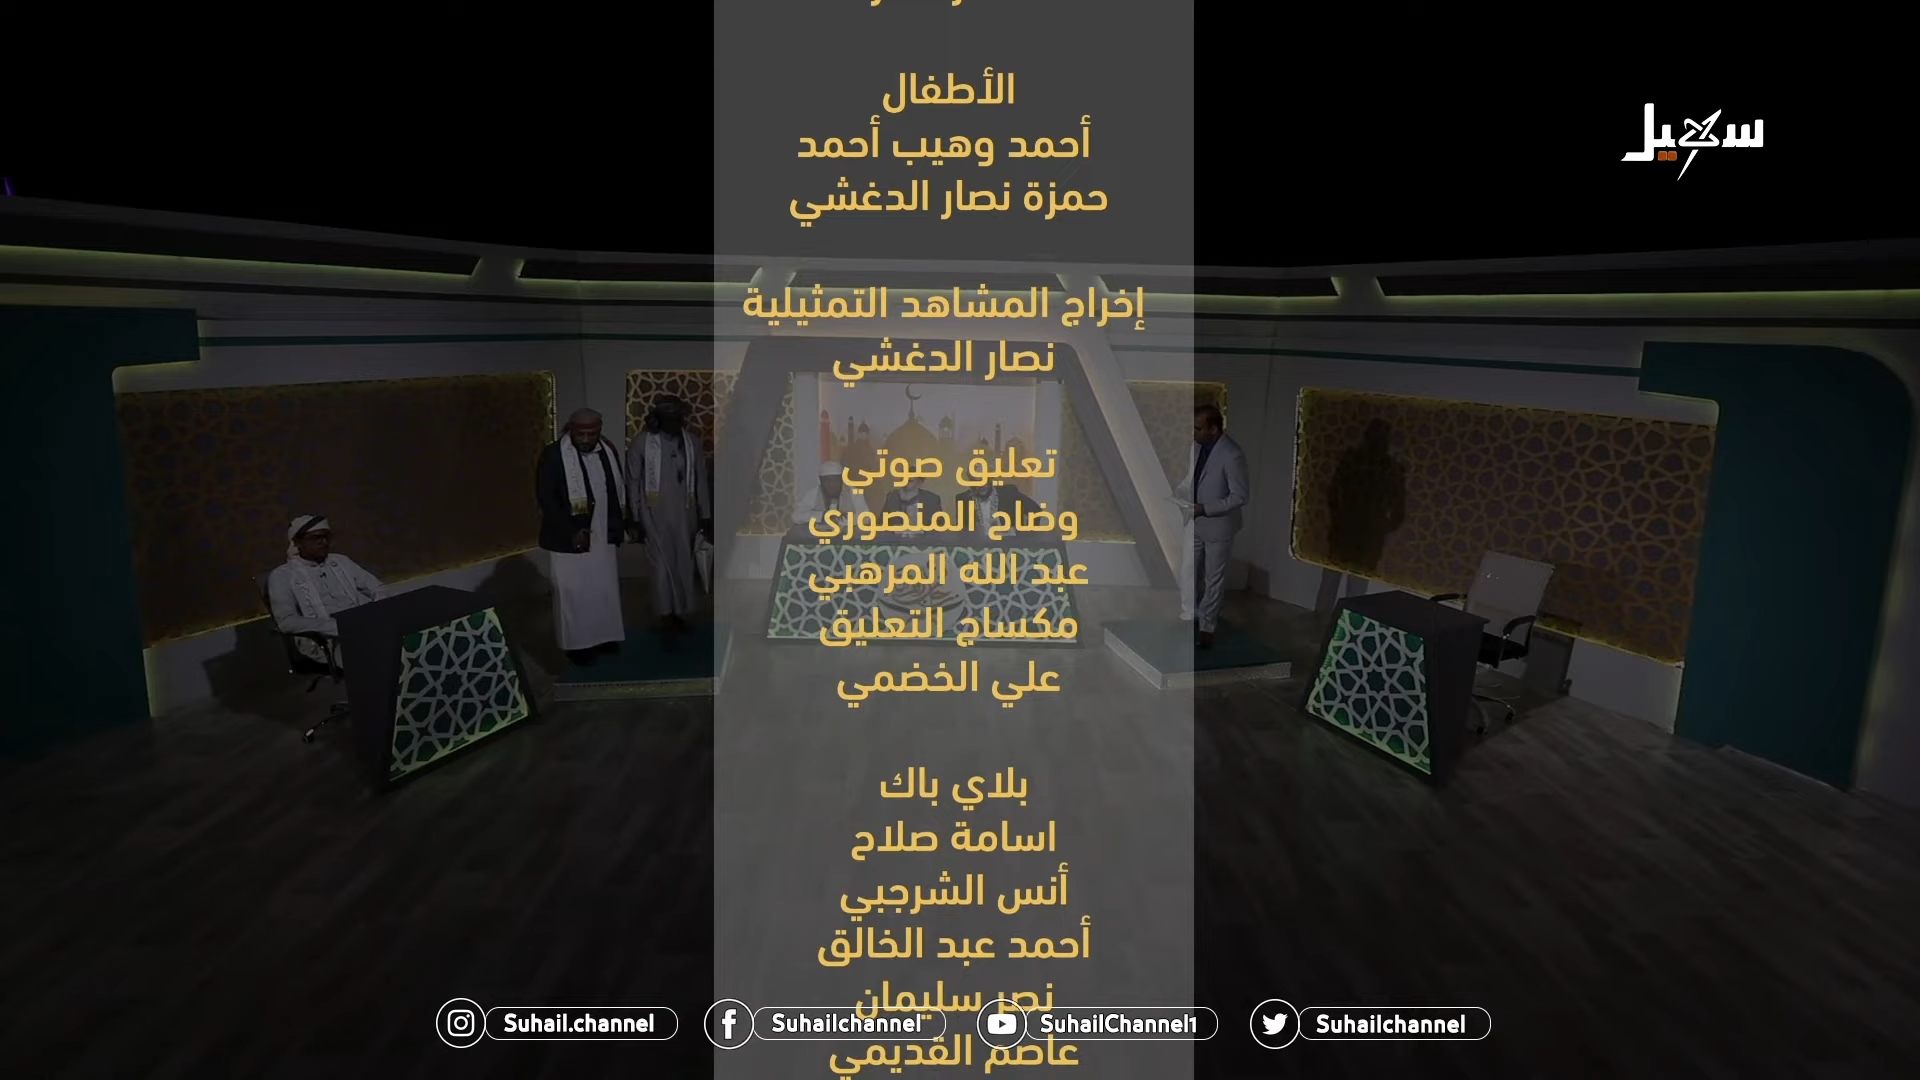 الأطفال
أحمد وهيب أحمد
حمزة نصار الدغشي
إخراج المشاهد التمثيلية
نصار الدغشي
تعليق صوتي
وضاح المنصوري
عبد الله المرهبي
مكساج التعليق
علي الخضمي
بلاي باك
اسامة صلاح
أنس الشرجبي
أحمد عبد الخالق
نصر سليمان
عاصم القديمي
سهيل
Suhail.channel
Suhailchannel
SuhailChannel1
Suhailchannel